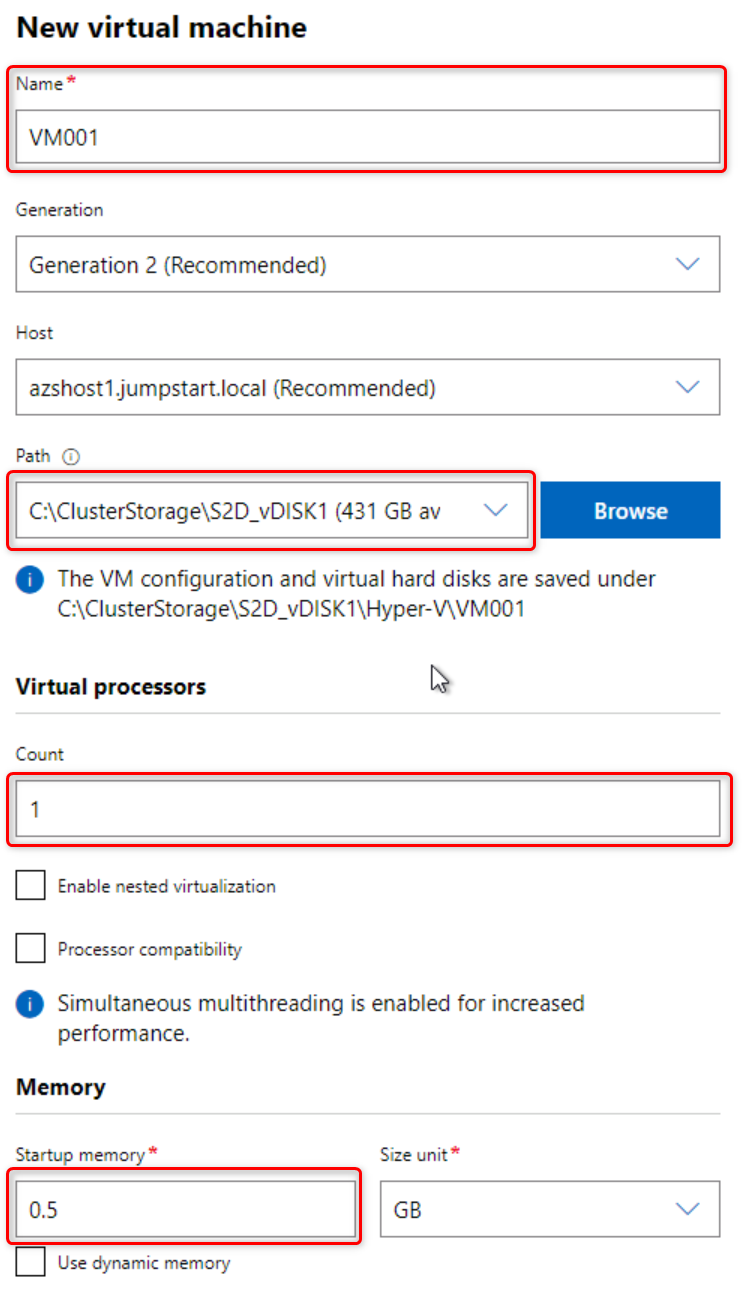 New virtual machine
Name*
VM001
Generation
Generation 2 (Recommended)
Host
azshost1.jumpstart.local (Recommended)
Path
C:\ClusterStorage\S2D_vDISK1 (431 GB av
Browse
The VM configuration and virtual hard disks are saved under
C:\ClusterStorage\S2D_vDISK1\Hyper-V\VM001
Virtual processors
Count
1
Enable nested virtualization
Processor compatibility
Simultaneous multithreading is enabled for increased
performance.
Memory
Startup memory* Size unit*
0.5 GB
Use dynamic memory